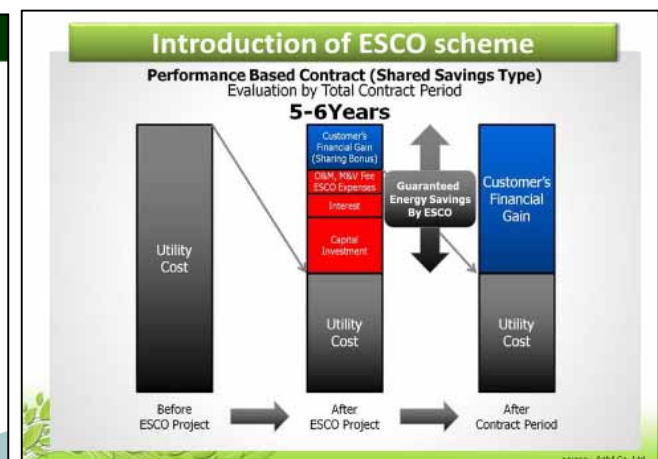 Introduction of ESCO scheme
Performance Based Contract (Shared Savings Type)
Evaluation by Total Contract Period
5-6Years
Utility
Cost
Customer's
Financial Gain
(Sharing Bonus)
O&M, M&V Fee
ESCO Expenses
Interest
Capital
Investment
Utility
Cost
Guaranteed
Energy Savings
By ESCO
Customer's
Financial
Gain
Utility
Cost
Before
ESCO Project
After
ESCO Project
After
Contract Period